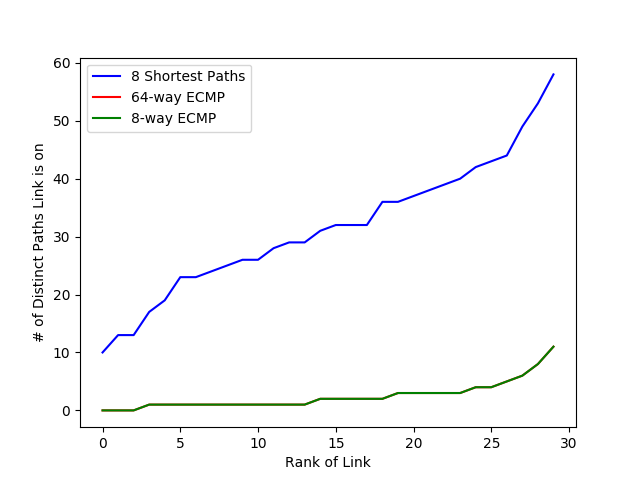 8 Shortest Paths
64-way ECMP
8-way ECMP
# of Distinct Paths Link is on
60
50
40
30
20
10
0
0 5 10 15 20 25 30
Rank of Link